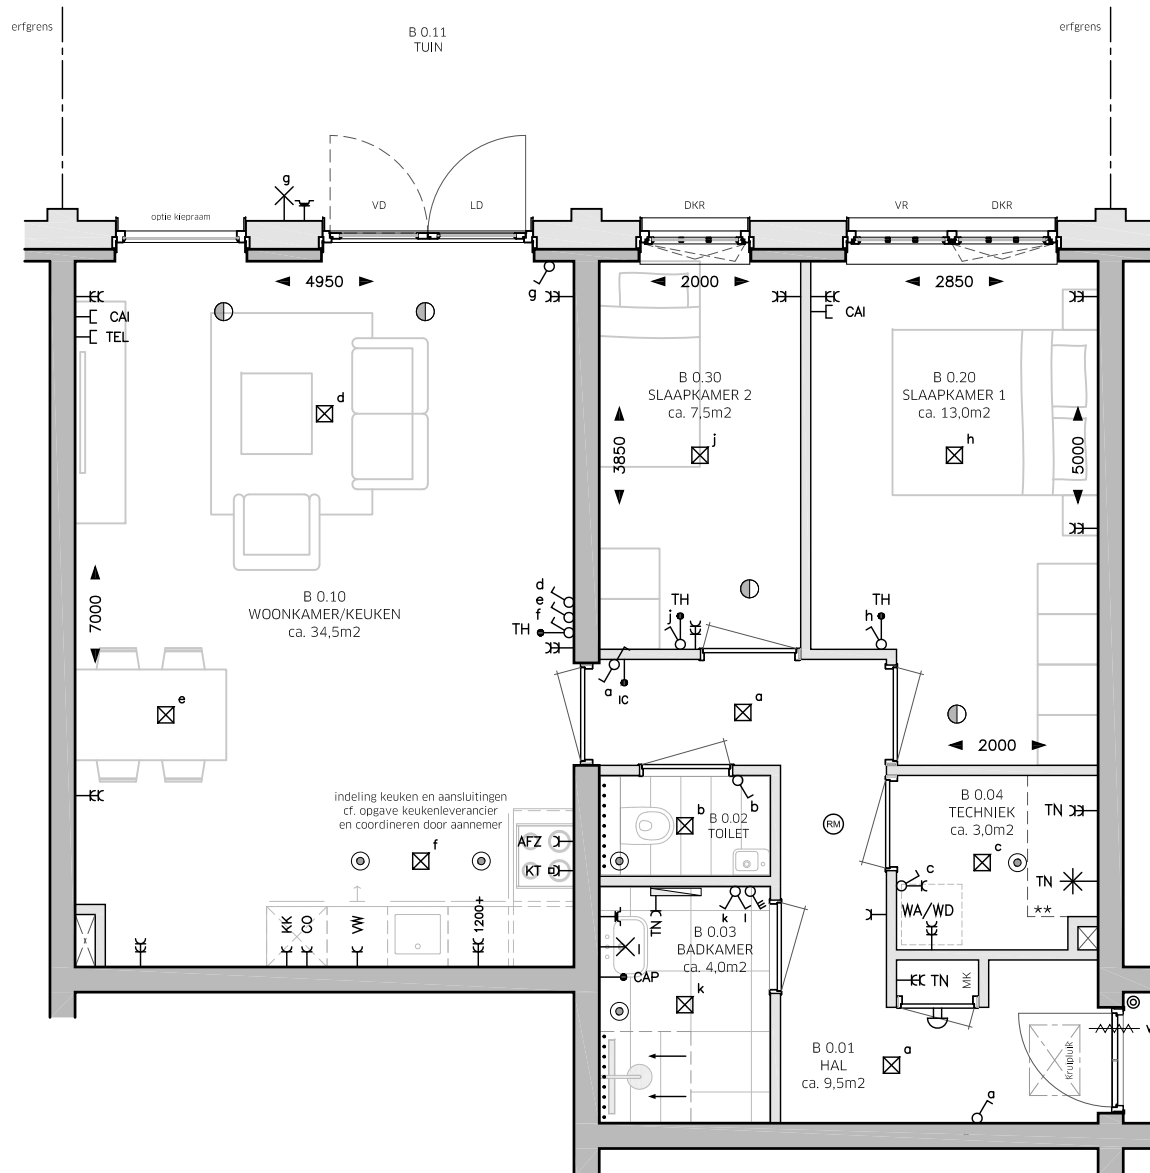 erfgrens
B 0.11
TUIN
erfgrens
g
optie kiepraam
VD
LD
DKR
VR
DKR
4950
g
2000
2850
CAI
TEL
CAI
d
B 0.30
SLAAPKAMER 2
ca. 7,5m2
B 0.20
SLAAPKAMER 1
ca. 13,0m2
3850
j
h
5000
7000
B 0.10
WOONKAMER/KEUKEN
ca. 34,5m2
d
e
f
TH
TH
j
TH
h
a
IC
e
a
2000
indeling keuken en aansluitingen
cf. opgave keukenleverancier
en coordineren door aannemer
b
b
B 0.02
TOILET
RM
B 0.04
TECHNIEK
ca. 3,0m2
TN
AFZ
KT
f
c
c
TN
WA/WD
**
KK
CO
VW
1200+
TN
k
l
E
B 0.03
BADKAMER
ca. 4,0m2
l
CAP
k
TN
MK
B 0.01
HAL
ca. 9,5m2
a
Kruipluik
a